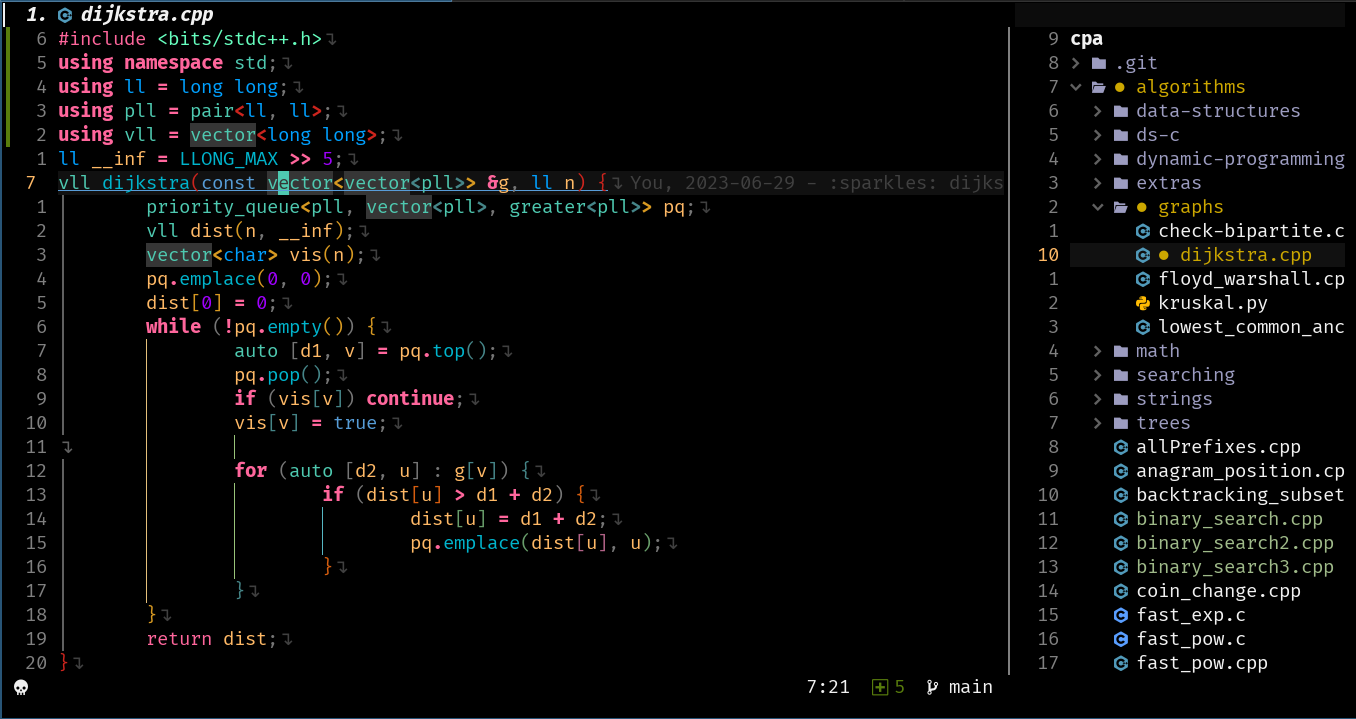 1. dijkstra.cpp
6 #include <bits/stdc++.h>
5 using namespace std;
4 using ll = long long;
3 using pll = pair<ll, ll>;
2 using vll = vector<long long>;
1 ll __inf = LLONG_MAX >> 5;
7 vll dijkstra(const vector<vector<pll>> &g, ll n) { You, 2023-06-29 - :sparkles: dijks
1 priority_queue<pll, vector<pll>, greater<pll>> pq;
2 vll dist(n, __inf);
3 vector<char> vis(n);
4 pq.emplace(0, 0);
5 dist[0] = 0;
6 while (!pq.empty()) {
7 auto [d1, v] = pq.top();
8 pq.pop();
9 if (vis[v]) continue;
10 vis[v] = true;
11
12 for (auto [d2, u] : g[v]) {
13 if (dist[u] > d1 + d2) {
14 dist[u] = d1 + d2;
15 pq.emplace(dist[u], u);
16 }
17 }
18 }
19 return dist;
20 }
7:21 5 main
9 cpa
8 .git
7 algorithms
6 data-structures
5 ds-c
4 dynamic-programming
3 extras
2 graphs
1 check-bipartite.c
10 dijkstra.cpp
1 floyd_warshall.cp
2 kruskal.py
3 lowest_common_anc
4 math
5 searching
6 strings
7 trees
8 allPrefixes.cpp
9 anagram_position.cp
10 backtracking_subset
11 binary_search.cpp
12 binary_search2.cpp
13 binary_search3.cpp
14 coin_change.cpp
15 fast_exp.c
16 fast_pow.c
17 fast_pow.cpp